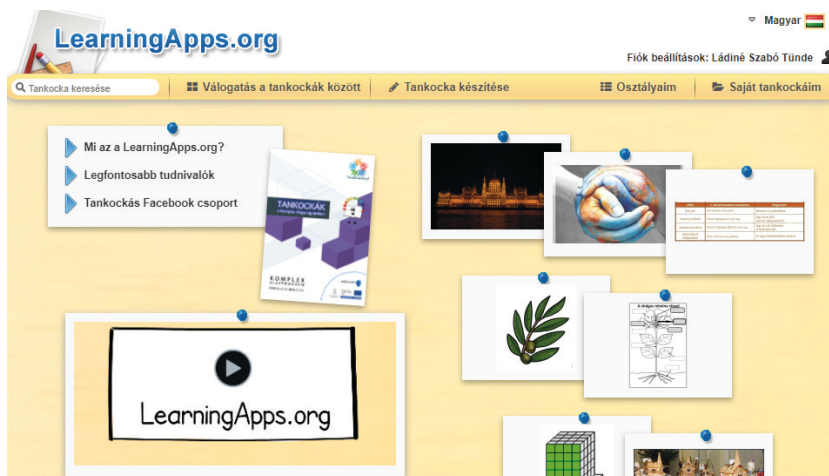 LearningApps.org
Magyar
Fiók beállítások: Ládiné Szabó Tünde
Tankocka keresése
Válogatás a tankockák között
Tankocka készítése
Osztályaim
Saját tankockáim
Mi az a LearningApps.org?
Legfontosabb tudnivalók
Tankockás Facebook csoport
TANKOCKÁK
KOMPLEX
A virágos növény részei
LearningApps.org